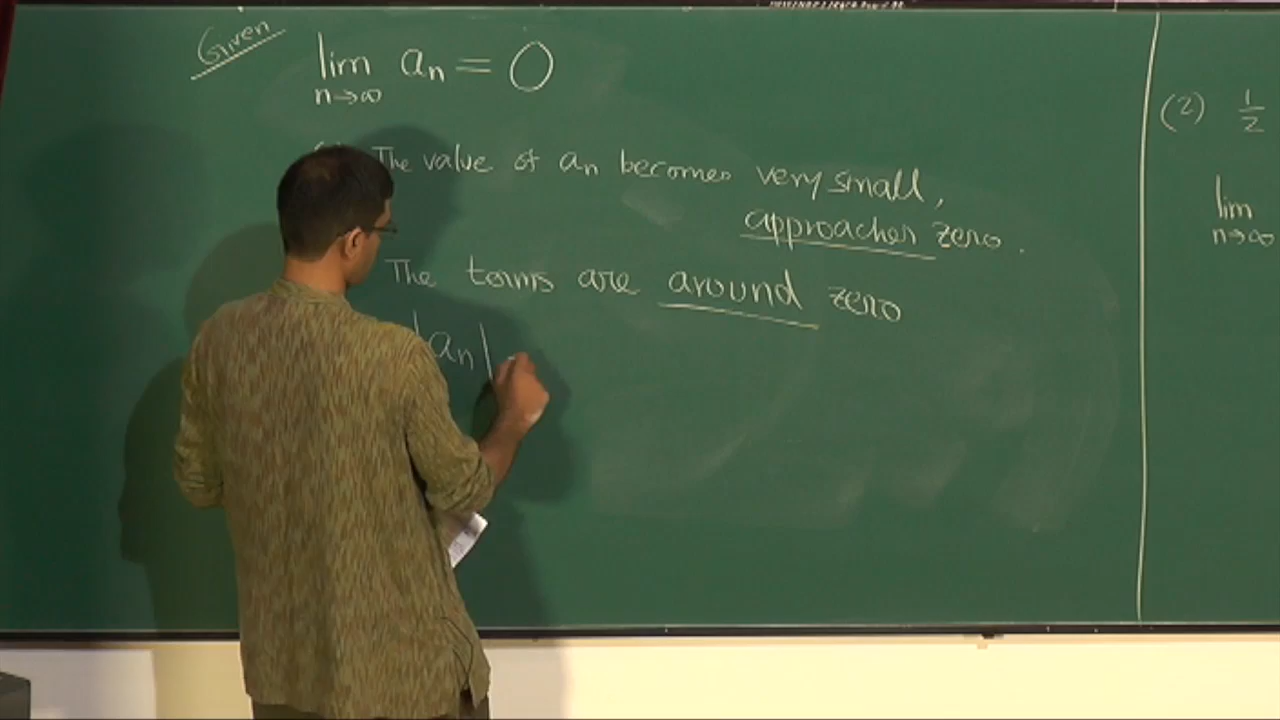 Given
lim aₙ = 0
n→∞
The value of aₙ becomes very small,
approaches zero.
The terms are around zero
|aₙ|
(2) 1/2
lim
n→∞